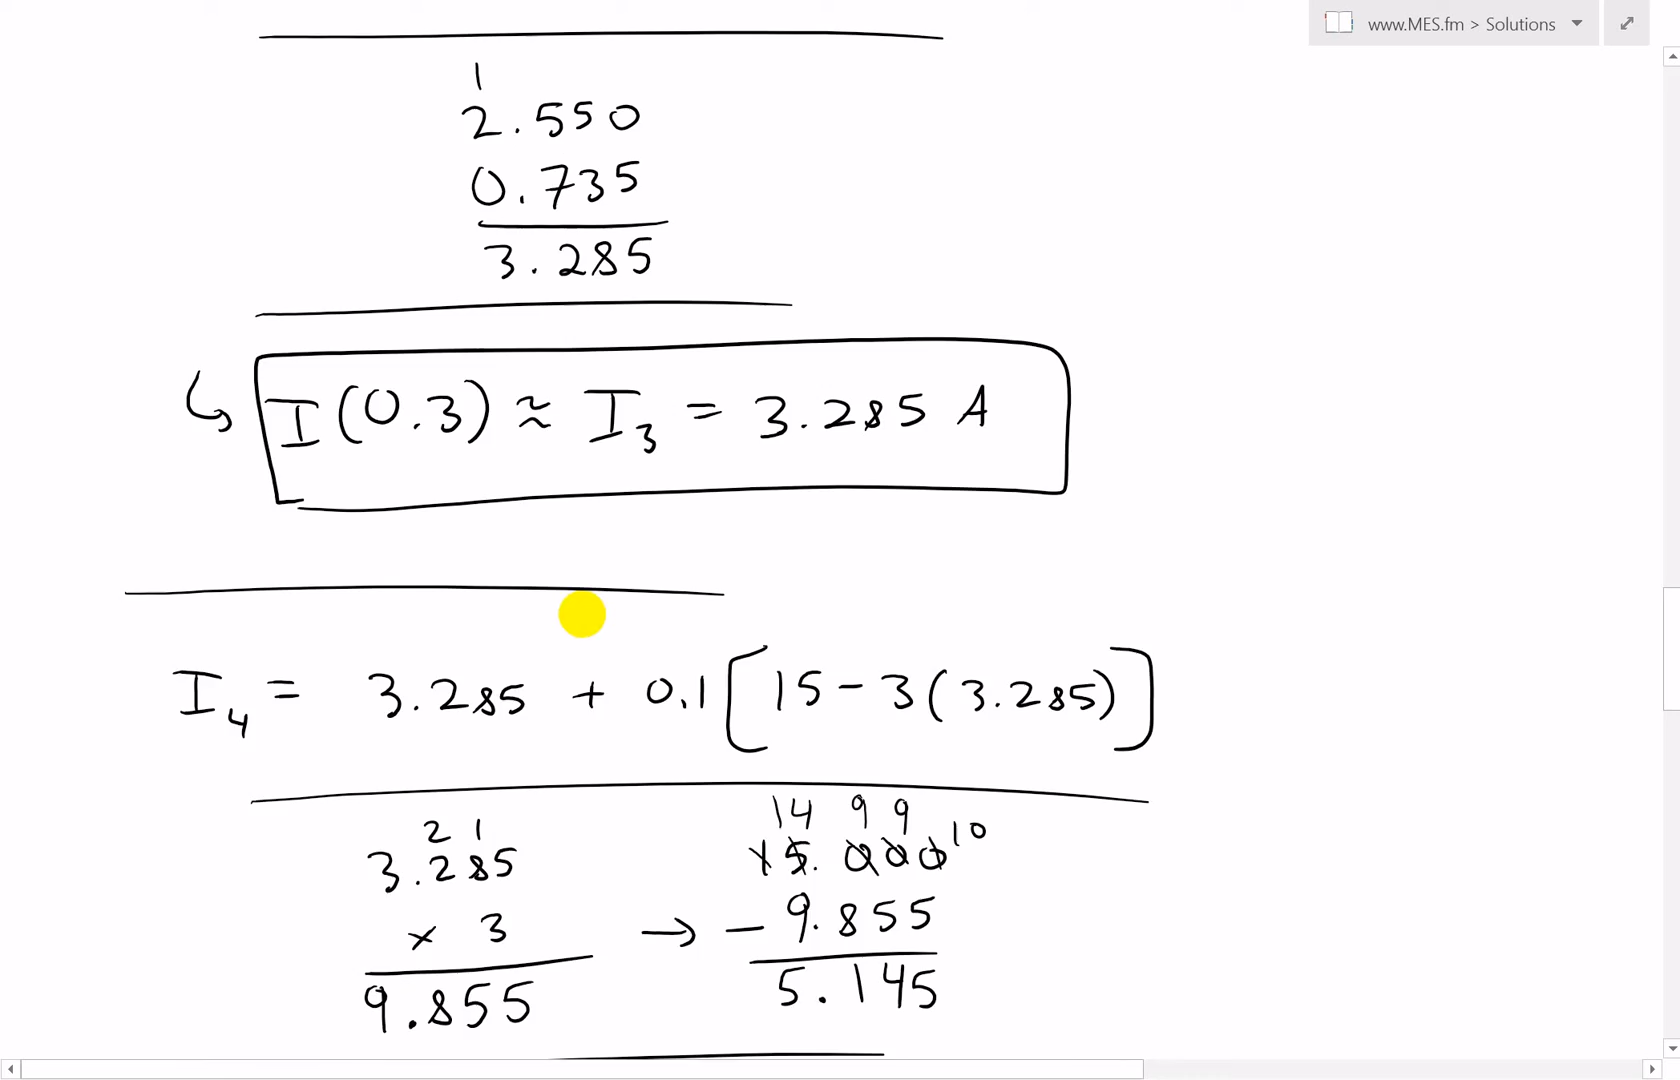 www.MES.fm > Solutions
1
2.550
0.735
3.285
I(0.3) ≈ I₃ = 3.285 A
I₄ = 3.285 + 0.1[15 - 3(3.285)]
2 1
3.285
× 3
9.855
14 9 9 10
15.000
→ - 9.855
5.145